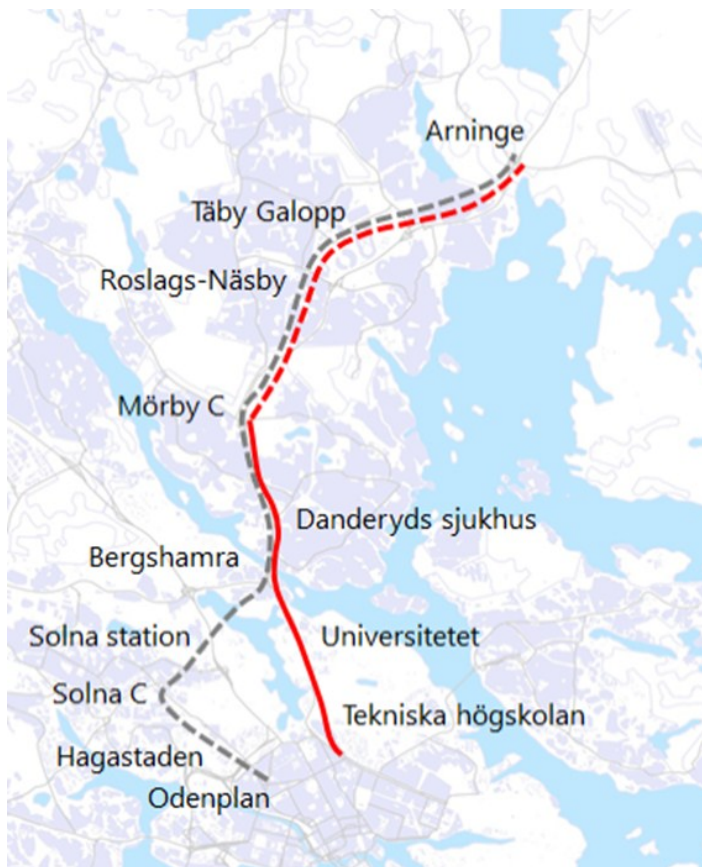 Arninge
Täby Galopp
Roslags-Näsby
Mörby C
Danderyds sjukhus
Bergshamra
Solna station
Universitetet
Solna C
Tekniska högskolan
Hagastaden
Odenplan